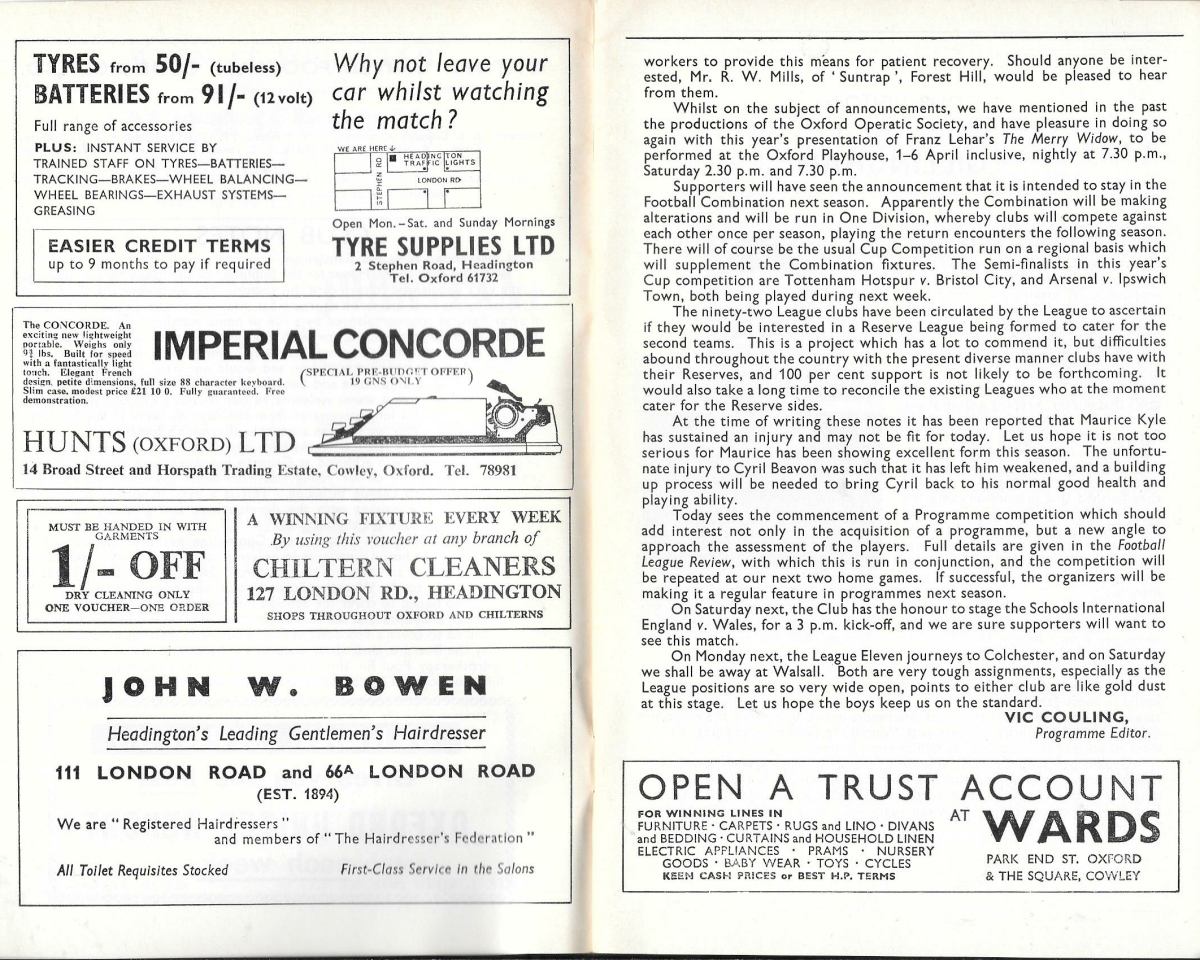 TYRES from 50/- (tubeless)
BATTERIES from 91/- (12 volt)
Full range of accessories
PLUS: INSTANT SERVICE BY
TRAINED STAFF ON TYRES—BATTERIES—
TRACKING—BRAKES—WHEEL BALANCING—
WHEEL BEARINGS—EXHAUST SYSTEMS—
GREASING
EASIER CREDIT TERMS
up to 9 months to pay if required
Why not leave your
car whilst watching
the match?
WE ARE HERE
HEADINGTON
TRAFFIC LIGHTS
STEPHEN RD
LONDON RD
Open Mon.–Sat. and Sunday Mornings
TYRE SUPPLIES LTD
2 Stephen Road, Headington
Tel. Oxford 61732
The CONCORDE. An
exciting new lightweight
portable. Weighs only
9¾ lbs. Built for speed
with a fantastically light
touch. Elegant French
design, petite dimensions, full size 88 character keyboard.
Slim case, modest price £21 10 0. Fully guaranteed. Free
demonstration.
IMPERIAL CONCORDE
(SPECIAL PRE-BUDGET OFFER)
19 GNS ONLY
HUNTS (OXFORD) LTD
14 Broad Street and Horspath Trading Estate, Cowley, Oxford. Tel. 78981
MUST BE HANDED IN WITH
GARMENTS
1/- OFF
DRY CLEANING ONLY
ONE VOUCHER—ONE ORDER
A WINNING FIXTURE EVERY WEEK
By using this voucher at any branch of
CHILTERN CLEANERS
127 LONDON RD., HEADINGTON
SHOPS THROUGHOUT OXFORD AND CHILTERNS
JOHN W. BOWEN
Headington's Leading Gentlemen's Hairdresser
111 LONDON ROAD and 66A LONDON ROAD
(EST. 1894)
We are "Registered Hairdressers"
and members of "The Hairdresser's Federation"
All Toilet Requisites Stocked First-Class Service in the Salons
workers to provide this means for patient recovery. Should anyone be inter-
ested, Mr. R. W. Mills, of 'Suntrap', Forest Hill, would be pleased to hear
from them.
Whilst on the subject of announcements, we have mentioned in the past
the productions of the Oxford Operatic Society, and have pleasure in doing so
again with this year's presentation of Franz Lehar's The Merry Widow, to be
performed at the Oxford Playhouse, 1–6 April inclusive, nightly at 7.30 p.m.,
Saturday 2.30 p.m. and 7.30 p.m.
Supporters will have seen the announcement that it is intended to stay in the
Football Combination next season. Apparently the Combination will be making
alterations and will be run in One Division, whereby clubs will compete against
each other once per season, playing the return encounters the following season.
There will of course be the usual Cup Competition run on a regional basis which
will supplement the Combination fixtures. The Semi-finalists in this year's
Cup competition are Tottenham Hotspur v. Bristol City, and Arsenal v. Ipswich
Town, both being played during next week.
The ninety-two League clubs have been circulated by the League to ascertain
if they would be interested in a Reserve League being formed to cater for the
second teams. This is a project which has a lot to commend it, but difficulties
abound throughout the country with the present diverse manner clubs have with
their Reserves, and 100 per cent support is not likely to be forthcoming. It
would also take a long time to reconcile the existing Leagues who at the moment
cater for the Reserve sides.
At the time of writing these notes it has been reported that Maurice Kyle
has sustained an injury and may not be fit for today. Let us hope it is not too
serious for Maurice has been showing excellent form this season. The unfortu-
nate injury to Cyril Beavon was such that it has left him weakened, and a building
up process will be needed to bring Cyril back to his normal good health and
playing ability.
Today sees the commencement of a Programme competition which should
add interest not only in the acquisition of a programme, but a new angle to
approach the assessment of the players. Full details are given in the Football
League Review, with which this is run in conjunction, and the competition will
be repeated at our next two home games. If successful, the organizers will be
making it a regular feature in programmes next season.
On Saturday next, the Club has the honour to stage the Schools International
England v. Wales, for a 3 p.m. kick-off, and we are sure supporters will want to
see this match.
On Monday next, the League Eleven journeys to Colchester, and on Saturday
we shall be away at Walsall. Both are very tough assignments, especially as the
League positions are so very wide open, points to either club are like gold dust
at this stage. Let us hope the boys keep us on the standard.
VIC COULING,
Programme Editor.
OPEN A TRUST ACCOUNT
AT WARDS
FOR WINNING LINES IN
FURNITURE · CARPETS · RUGS and LINO · DIVANS
and BEDDING · CURTAINS and HOUSEHOLD LINEN
ELECTRIC APPLIANCES · PRAMS · NURSERY
GOODS · BABY WEAR · TOYS · CYCLES
KEEN CASH PRICES or BEST H.P. TERMS
PARK END ST. OXFORD
& THE SQUARE, COWLEY